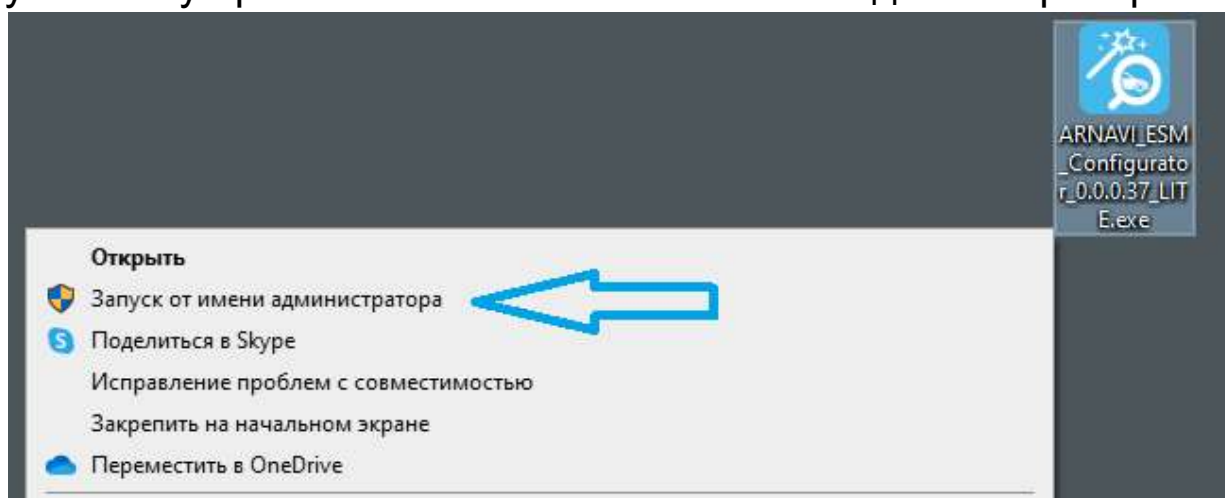 ARNAVI_ESM
_Configurato
r_0.0.0.37_LIT
E.exe
Открыть
Запуск от имени администратора
Поделиться в Skype
Исправление проблем с совместимостью
Закрепить на начальном экране
Переместить в OneDrive